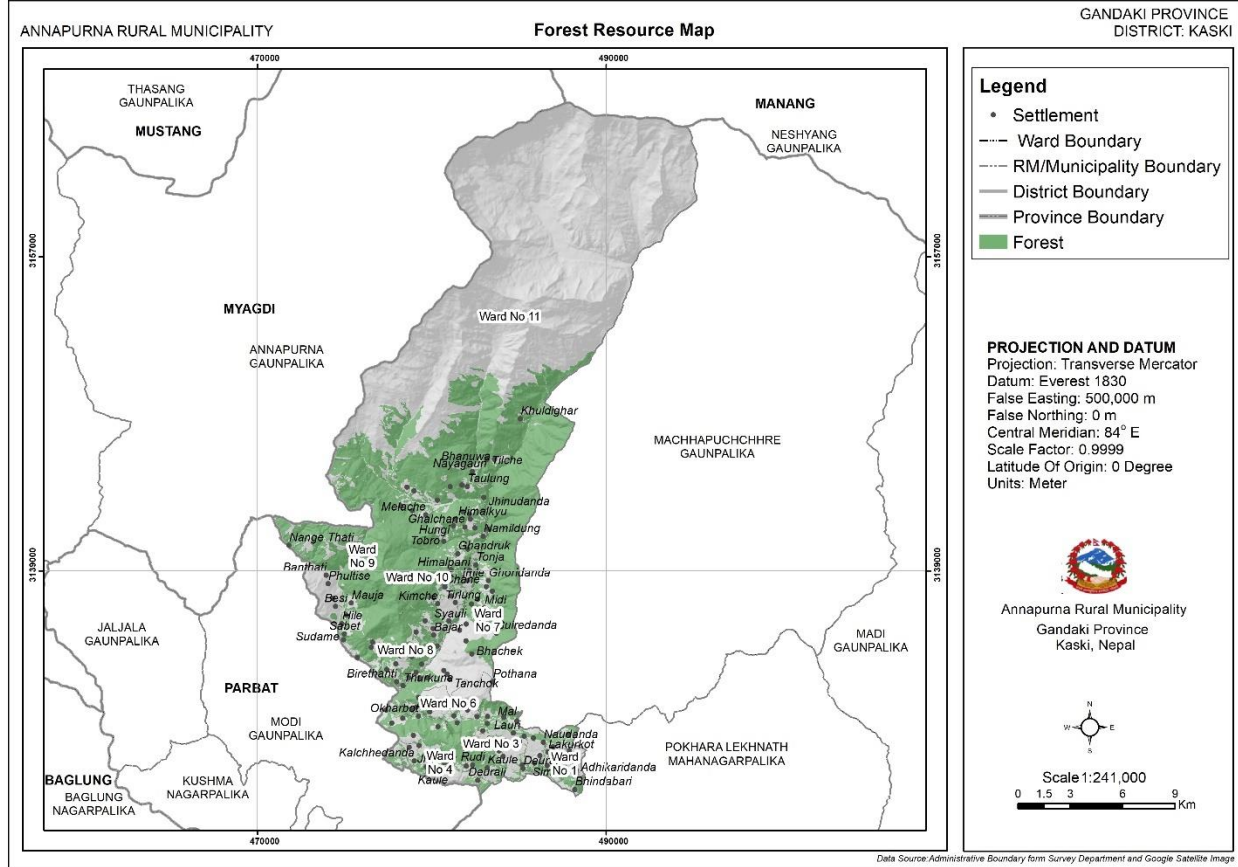 ANNAPURNA RURAL MUNICIPALITY
Forest Resource Map
GANDAKI PROVINCE
DISTRICT: KASKI
470000
490000
THASANG
GAUNPALIKA
MUSTANG
MANANG
NESHYANG
GAUNPALIKA
3157000
3157000
Ward No 11
MYAGDI
ANNAPURNA
GAUNPALIKA
Khuldighar
MACHHAPUCHCHHRE
GAUNPALIKA
Bhanuwa
Tilche
Nayagaun
Taulung
Jhinudanda
Melache
Himalkyu
Ghalchane
Hungi
Namildung
Tobro
Nange Thati
Ward
No 9
Ghandruk
Tonja
Himalpani
3139000
3139000
Banthati
Phultise
Ward No 10
Ghoridanda
Besi
Mauja
Kimche
Tirlung
Midi
Hile
Sabet
Syauli
Ward
No 7
Sudame
Bajar
Ward No 8
Bhachek
Birethanti
Thurkune
Tanchok
Pothana
JALJALA
GAUNPALIKA
MADI
GAUNPALIKA
PARBAT
MODI
GAUNPALIKA
Okharbot
Ward No 6
Mal
Lauri
Naudanda
Lakurkot
Ward No 3
Kalchhedanda
Ward
No 4
Rudi
Kaule
Ward
No 1
Adhikaridanda
Kaule
Deurali
Bhindabari
POKHARA LEKHNATH
MAHANAGARPALIKA
BAGLUNG
BAGLUNG
NAGARPALIKA
KUSHMA
NAGARPALIKA
470000
490000
Legend
Settlement
Ward Boundary
RM/Municipality Boundary
District Boundary
Province Boundary
Forest
PROJECTION AND DATUM
Projection: Transverse Mercator
Datum: Everest 1830
False Easting: 500,000 m
False Northing: 0 m
Central Meridian: 84° E
Scale Factor: 0.9999
Latitude Of Origin: 0 Degree
Units: Meter
Annapurna Rural Municipality
Gandaki Province
Kaski, Nepal
N
W E
S
Scale 1:241,000
0 1.5 3 6 9
Km
Data Source:Administrative Boundary form Survey Department and Google Satellite Image